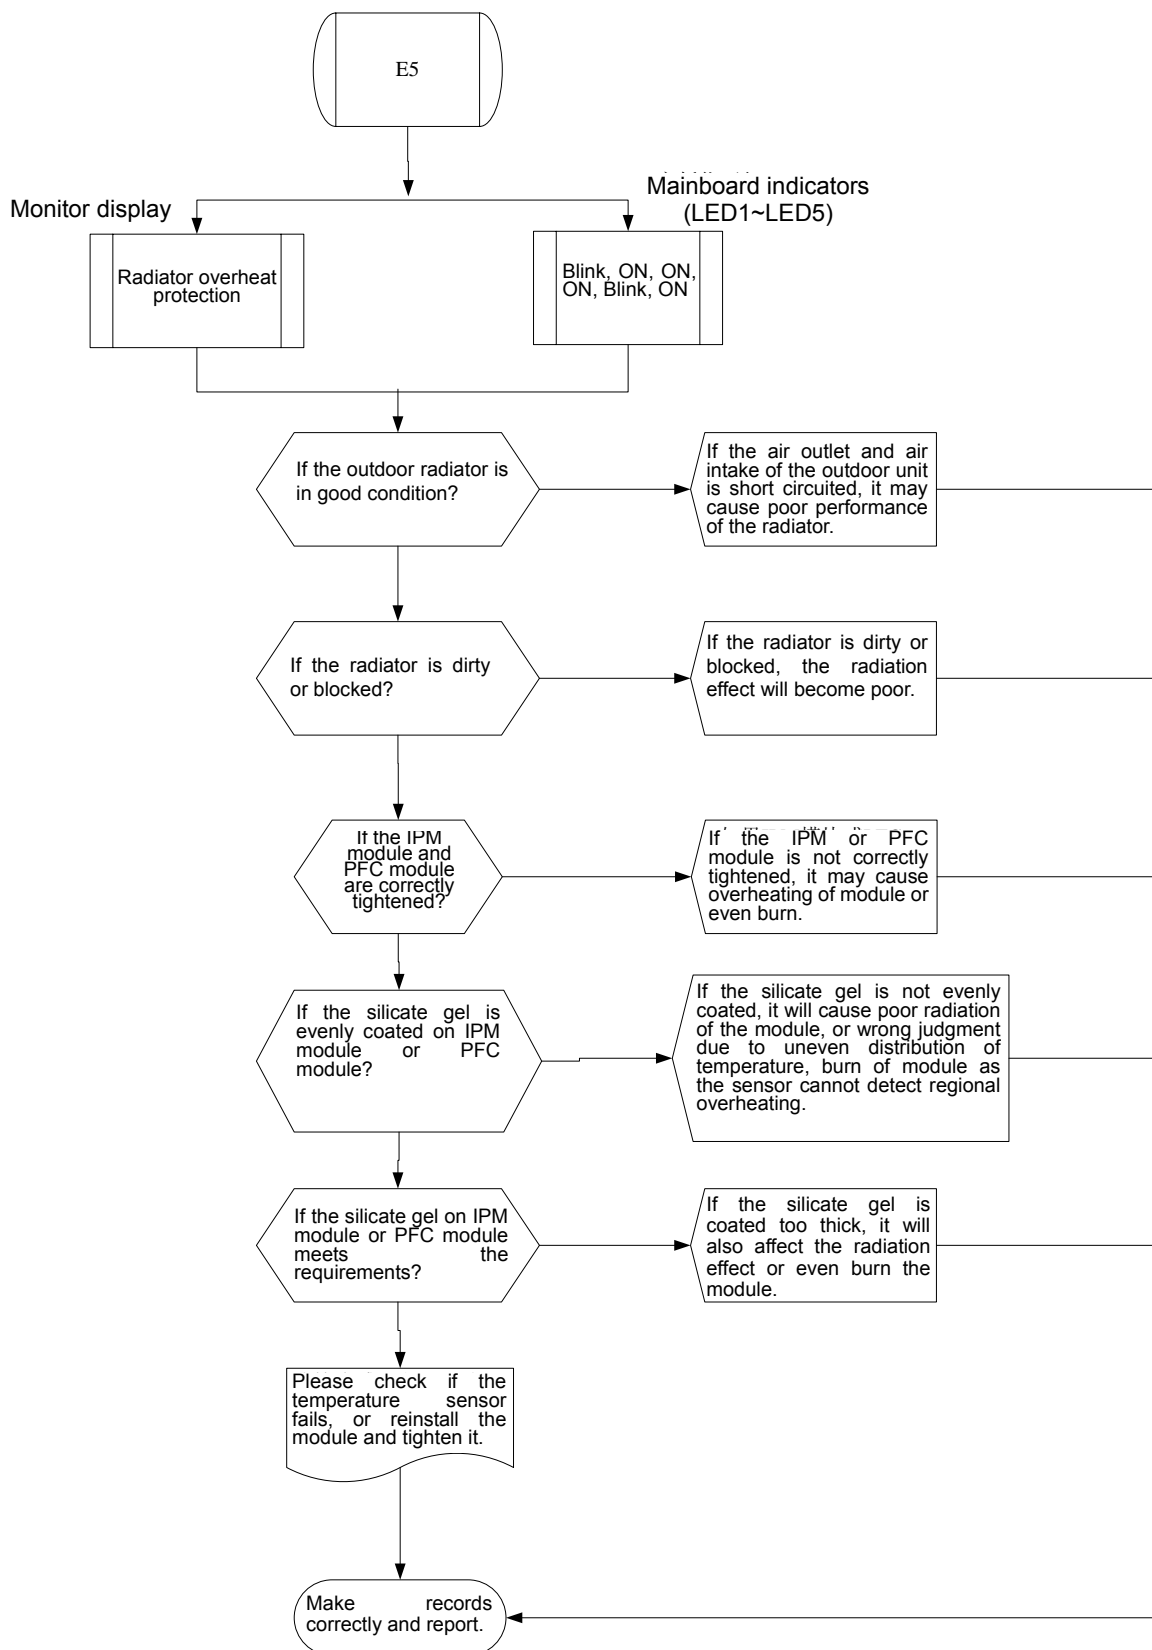 E5
Monitor display
Mainboard indicators
(LED1~LED5)
Radiator overheat
protection
Blink, ON, ON,
ON, Blink, ON
If the outdoor radiator is
in good condition?
If the air outlet and air
intake of the outdoor unit
is short circuited, it may
cause poor performance
of the radiator.
If the radiator is dirty
or blocked?
If the radiator is dirty or
blocked, the radiation
effect will become poor.
If the IPM
module and
PFC module
are correctly
tightened?
If the IPM or PFC
module is not correctly
tightened, it may cause
overheating of module or
even burn.
If the silicate gel is
evenly coated on IPM
module or PFC
module?
If the silicate gel is not evenly
coated, it will cause poor radiation
of the module, or wrong judgment
due to uneven distribution of
temperature, burn of module as
the sensor cannot detect regional
overheating.
If the silicate gel on IPM
module or PFC module
meets the
requirements?
If the silicate gel is
coated too thick, it will
also affect the radiation
effect or even burn the
module.
Please check if the
temperature sensor
fails, or reinstall the
module and tighten it.
Make records
correctly and report.